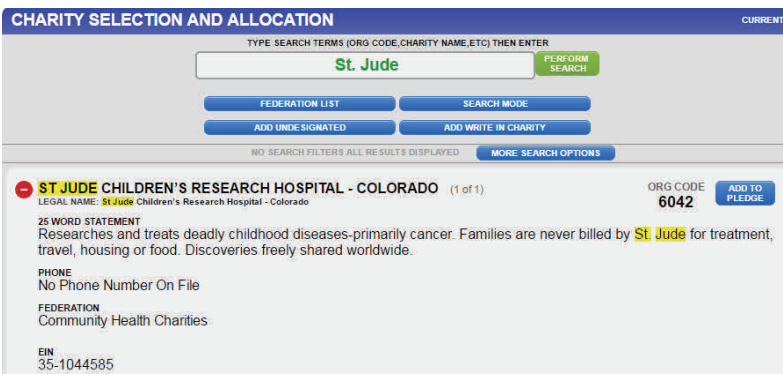 CHARITY SELECTION AND ALLOCATION
CURRENT
TYPE SEARCH TERMS (ORG CODE,CHARITY NAME,ETC) THEN ENTER
St. Jude
PERFORM
SEARCH
FEDERATION LIST
SEARCH MODE
ADD UNDESIGNATED
ADD WRITE IN CHARITY
NO SEARCH FILTERS ALL RESULTS DISPLAYED
MORE SEARCH OPTIONS
ST JUDE CHILDREN'S RESEARCH HOSPITAL - COLORADO (1 of 1)
ORG CODE
6042
ADD TO
PLEDGE
LEGAL NAME: St Jude Children's Research Hospital - Colorado
25 WORD STATEMENT
Researches and treats deadly childhood diseases-primarily cancer. Families are never billed by St. Jude for treatment,
travel, housing or food. Discoveries freely shared worldwide.
PHONE
No Phone Number On File
FEDERATION
Community Health Charities
EIN
35-1044585